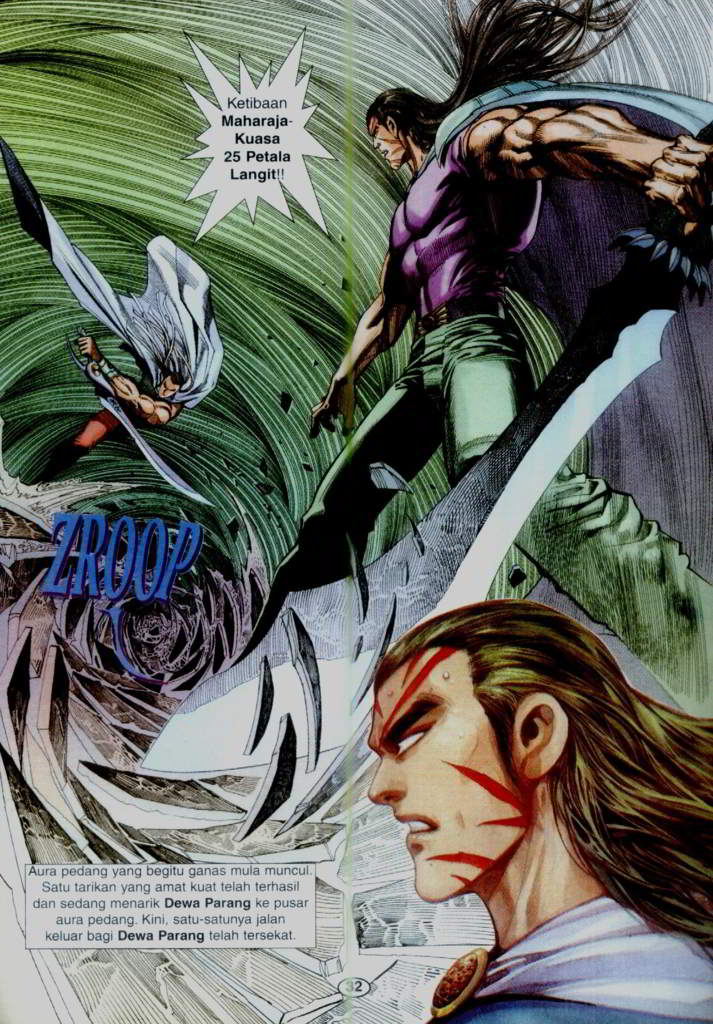 Ketibaan
Maharaja-
Kuasa
25 Petala
Langit!!
ZROOP
Aura pedang yang begitu ganas mula muncul.
Satu tarikan yang amat kuat telah terhasil
dan sedang menarik Dewa Parang ke pusar
aura pedang. Kini, satu-satunya jalan
keluar bagi Dewa Parang telah tersekat.
32